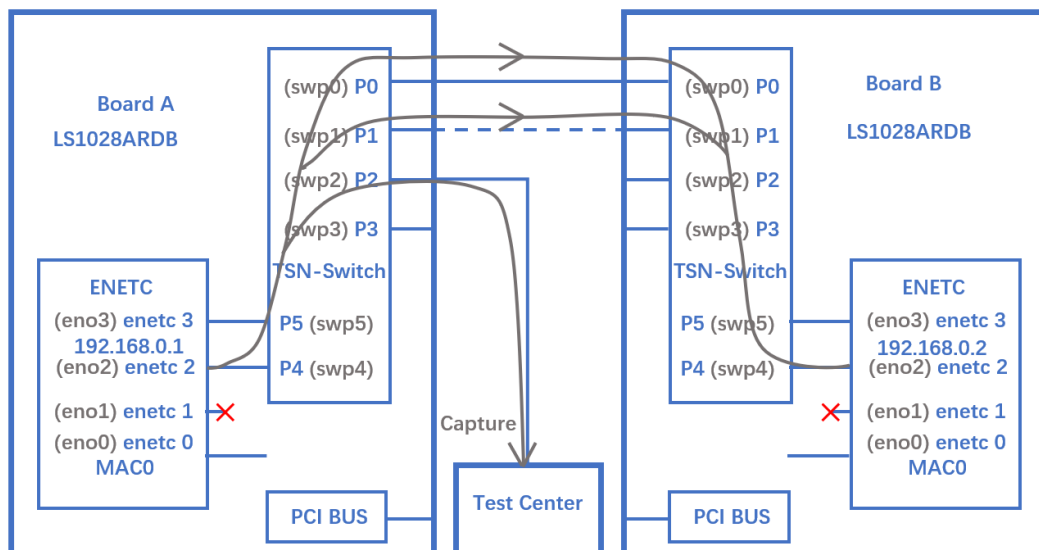 Board A
LS1028ARDB
(swp0) P0
(swp1) P1
(swp2) P2
(swp3) P3
TSN-Switch
P5 (swp5)
P4 (swp4)
ENETC
(eno3) enetc 3
192.168.0.1
(eno2) enetc 2
(eno1) enetc 1
(eno0) enetc 0
MAC0
PCI BUS
Capture
Test Center
Board B
LS1028ARDB
(swp0) P0
(swp1) P1
(swp2) P2
(swp3) P3
TSN-Switch
P5 (swp5)
P4 (swp4)
ENETC
(eno3) enetc 3
192.168.0.2
(eno2) enetc 2
(eno1) enetc 1
(eno0) enetc 0
MAC0
PCI BUS